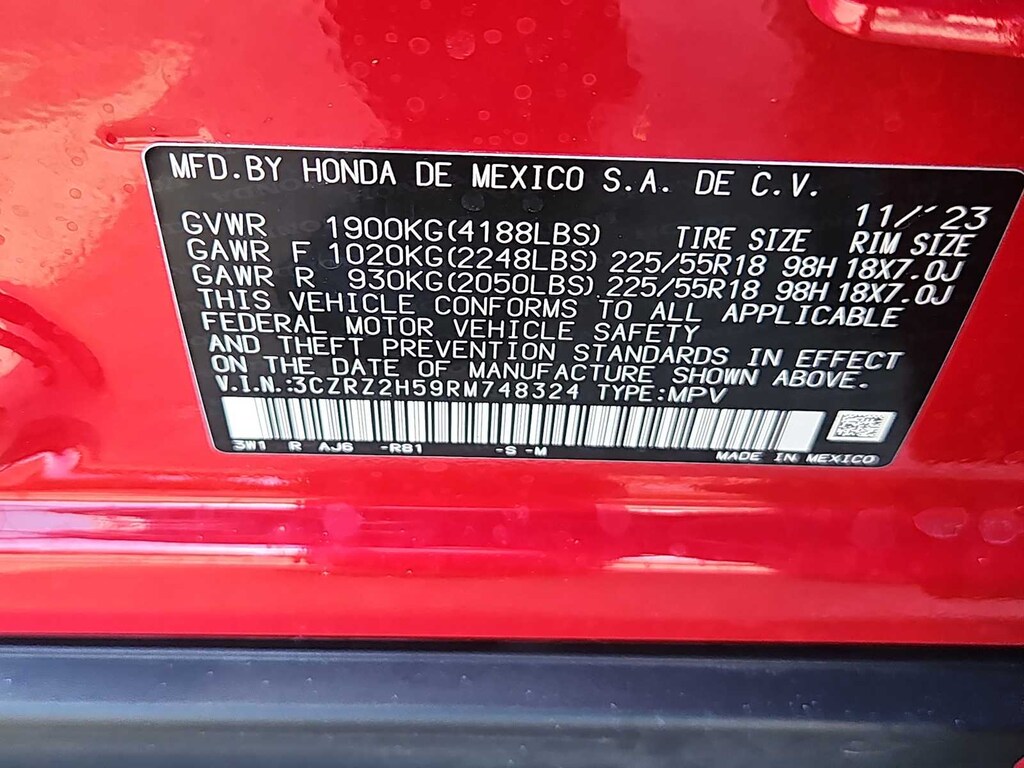 MFD.BY HONDA DE MEXICO S.A. DE C.V.
11/'23
GVWR 1900KG(4188LBS) TIRE SIZE RIM SIZE
GAWR F 1020KG(2248LBS) 225/55R18 98H 18X7.0J
GAWR R 930KG(2050LBS) 225/55R18 98H 18X7.0J
THIS VEHICLE CONFORMS TO ALL APPLICABLE
FEDERAL MOTOR VEHICLE SAFETY
AND THEFT PREVENTION STANDARDS IN EFFECT
ON THE DATE OF MANUFACTURE SHOWN ABOVE.
V.I.N.:3CZRZ2H59RM748324 TYPE:MPV
3W1 R AJ6 -R81 -S -M
MADE IN MEXICO